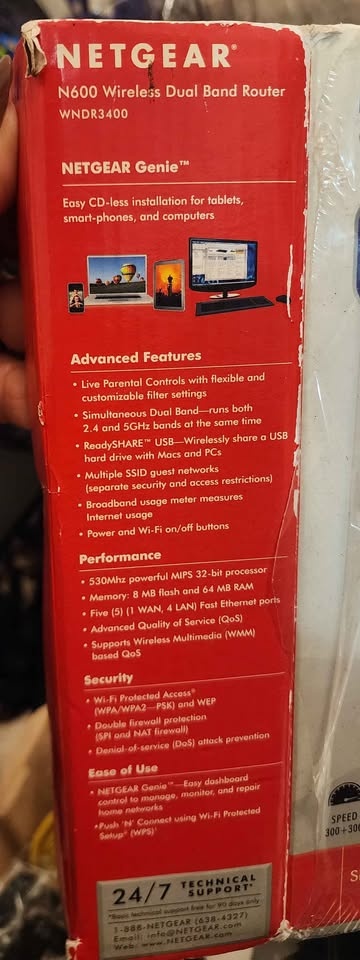 NETGEAR®
N600 Wireless Dual Band Router
WNDR3400
NETGEAR Genie™
Easy CD-less installation for tablets,
smart-phones, and computers
Advanced Features
• Live Parental Controls with flexible and
customizable filter settings
• Simultaneous Dual Band—runs both
2.4 and 5GHz bands at the same time
• ReadySHARE™ USB—Wirelessly share a USB
hard drive with Macs and PCs
• Multiple SSID guest networks
(separate security and access restrictions)
• Broadband usage meter measures
Internet usage
• Power and Wi-Fi on/off buttons
Performance
• 530Mhz powerful MIPS 32-bit processor
• Memory: 8 MB flash and 64 MB RAM
• Five (5) (1 WAN, 4 LAN) Fast Ethernet ports
• Advanced Quality of Service (QoS)
• Supports Wireless Multimedia (WMM)
based QoS
Security
• Wi-Fi Protected Access®
(WPA/WPA2—PSK) and WEP
• Double firewall protection
(SPI and NAT firewall)
• Denial-of-service (DoS) attack prevention
Ease of Use
• NETGEAR Genie™—Easy dashboard
control to manage, monitor, and repair
home networks
• Push 'N' Connect using Wi-Fi Protected
Setup® (WPS)¹
24/7 TECHNICAL
SUPPORT*
*Basic technical support free for 90 days only
1-888-NETGEAR (638-4327)
Email: info@NETGEAR.com
Web: www.NETGEAR.com
SPEED
300+300